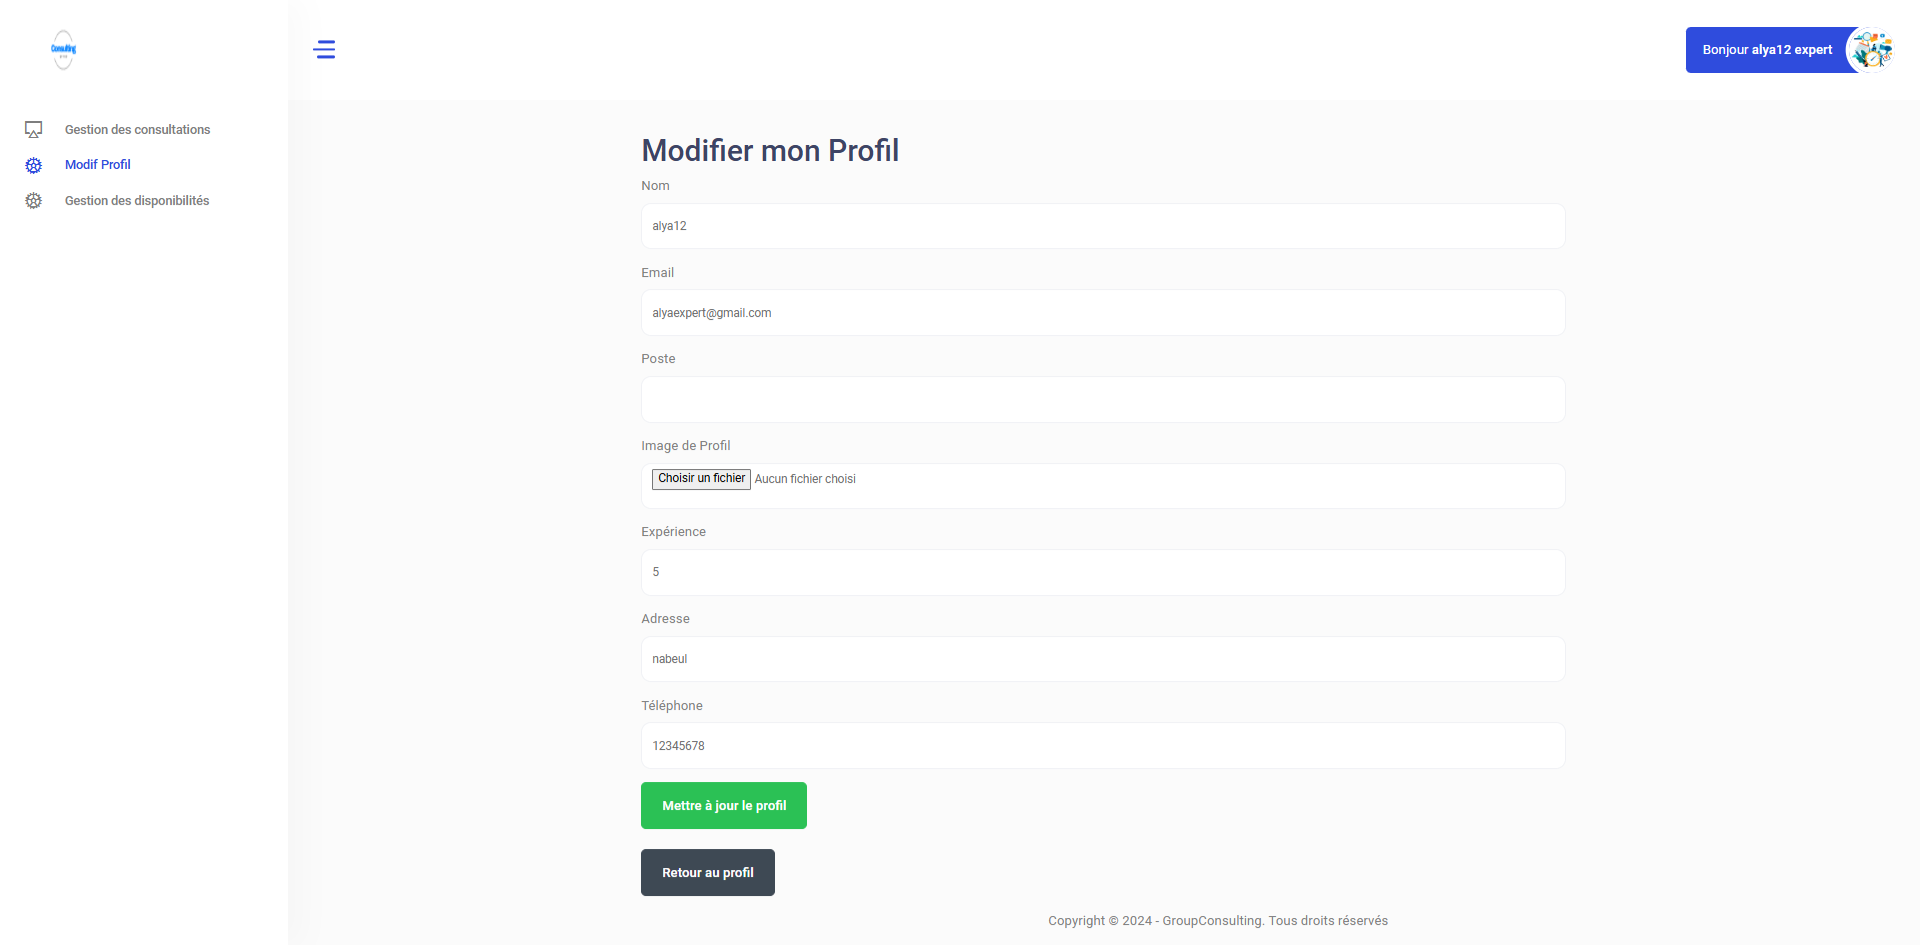 Consulting
Bonjour alya12 expert
Gestion des consultations
Modif Profil
Gestion des disponibilités
Modifier mon Profil
Nom
alya12
Email
alyaexpert@gmail.com
Poste
Image de Profil
Choisir un fichier Aucun fichier choisi
Expérience
5
Adresse
nabeul
Téléphone
12345678
Mettre à jour le profil
Retour au profil
Copyright © 2024 - GroupConsulting. Tous droits réservés